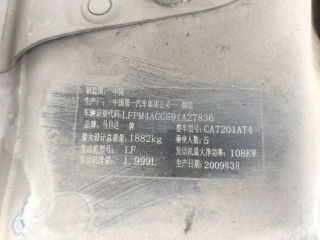 制造国:中国
生产厂:中国第一汽车集团公司 制造
车辆识别代码:LFPM4ACC591A27836
品牌:马自达 牌 整车型号:CA7201AT4
最大设计总质量:1882kg 乘坐人数:5
发动机型号:LF 发动机最大净功率:108KW
发动机排量:1.999L 生产日期:2009年3月